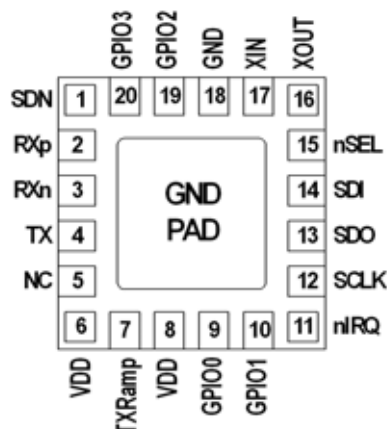 GPIO3
GPIO2
GND
XIN
XOUT
SDN 1 20 19 18 17 16
RXp 2 15 nSEL
RXn 3 GND 14 SDI
TX 4 PAD 13 SDO
NC 5 12 SCLK
6 7 8 9 10 11 nIRQ
VDD
TXRamp
VDD
GPIO0
GPIO1